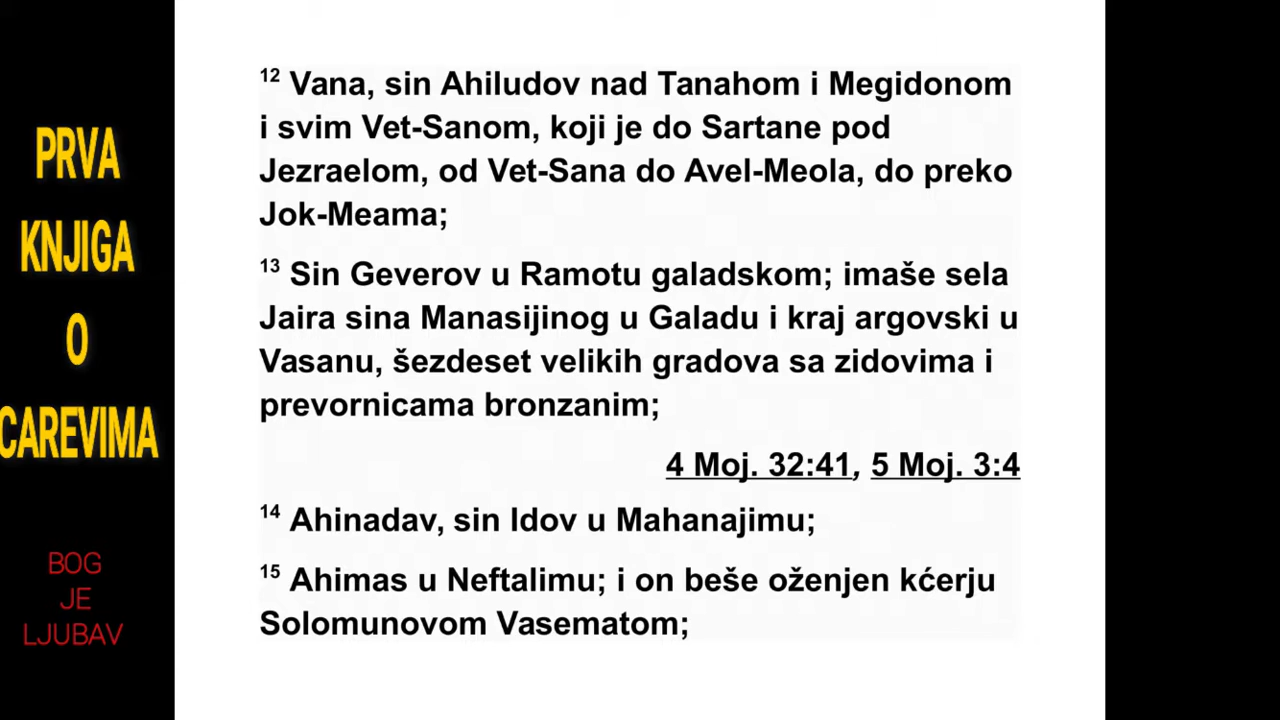 PRVA
KNJIGA
O
CAREVIMA
BOG
JE
LJUBAV
12 Vana, sin Ahiludov nad Tanahom i Megidonom
i svim Vet-Sanom, koji je do Sartane pod
Jezraelom, od Vet-Sana do Avel-Meola, do preko
Jok-Meama;
13 Sin Geverov u Ramotu galadskom; imaše sela
Jaira sina Manasijinog u Galadu i kraj argovski u
Vasanu, šezdeset velikih gradova sa zidovima i
prevornicama bronzanim;
4 Moj. 32:41, 5 Moj. 3:4
14 Ahinadav, sin Idov u Mahanajimu;
15 Ahimas u Neftalimu; i on beše oženjen kćerju
Solomunovom Vasematom;